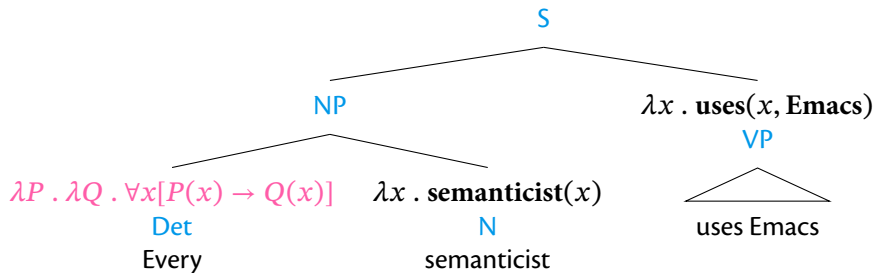 S
NP
λx . uses(x, Emacs)
VP
λP . λQ . ∀x[P(x) → Q(x)]
λx . semanticist(x)
Det
N
uses Emacs
Every
semanticist